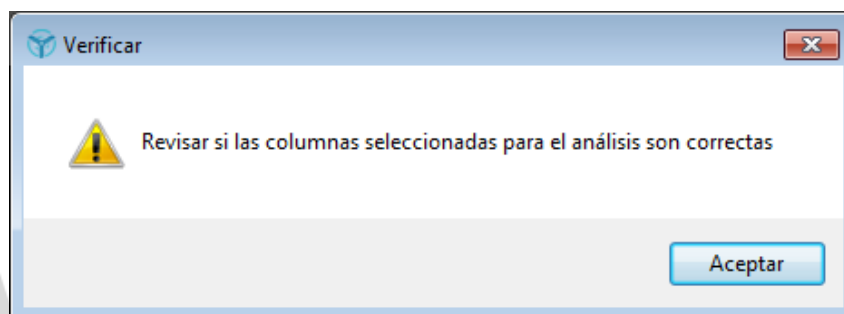 Verificar
Revisar si las columnas seleccionadas para el análisis son correctas
Aceptar